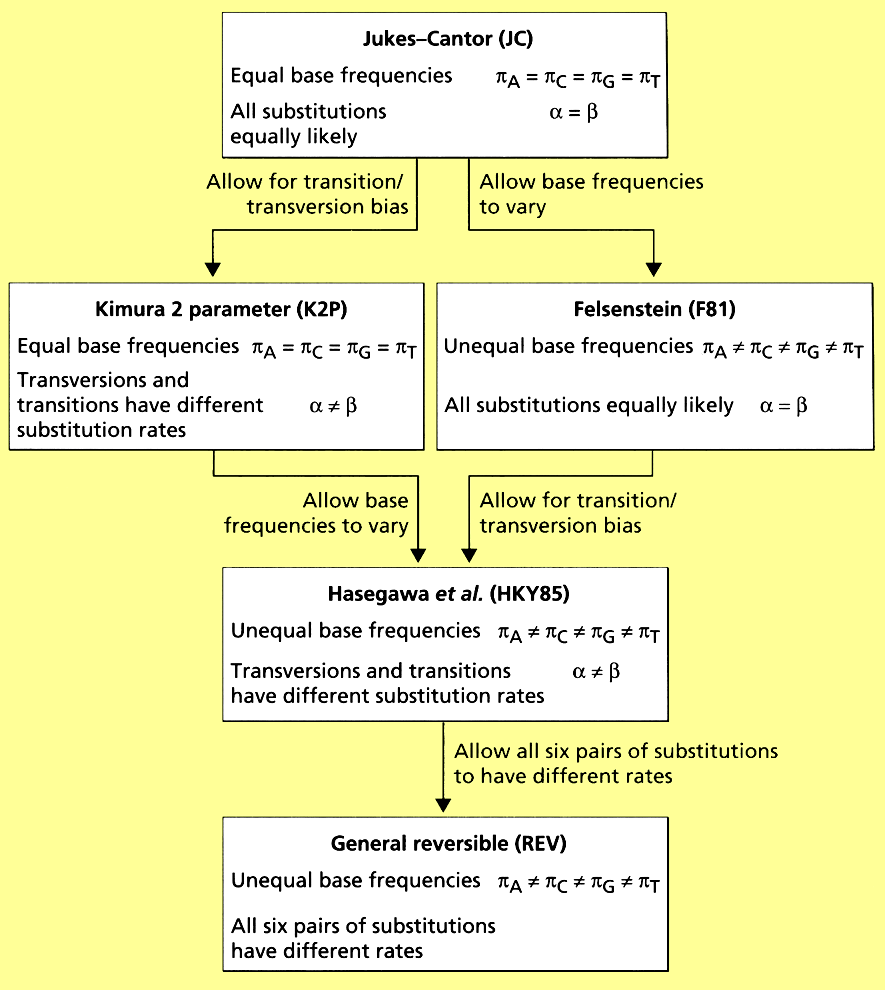 Jukes–Cantor (JC)
Equal base frequencies πA = πC = πG = πT
All substitutions α = β
equally likely
Allow for transition/
transversion bias
Allow base frequencies
to vary
Kimura 2 parameter (K2P)
Equal base frequencies πA = πC = πG = πT
Transversions and
transitions have different α ≠ β
substitution rates
Felsenstein (F81)
Unequal base frequencies πA ≠ πC ≠ πG ≠ πT
All substitutions equally likely α = β
Allow base
frequencies to vary
Allow for transition/
transversion bias
Hasegawa et al. (HKY85)
Unequal base frequencies πA ≠ πC ≠ πG ≠ πT
Transversions and transitions α ≠ β
have different substitution rates
Allow all six pairs of substitutions
to have different rates
General reversible (REV)
Unequal base frequencies πA ≠ πC ≠ πG ≠ πT
All six pairs of substitutions
have different rates